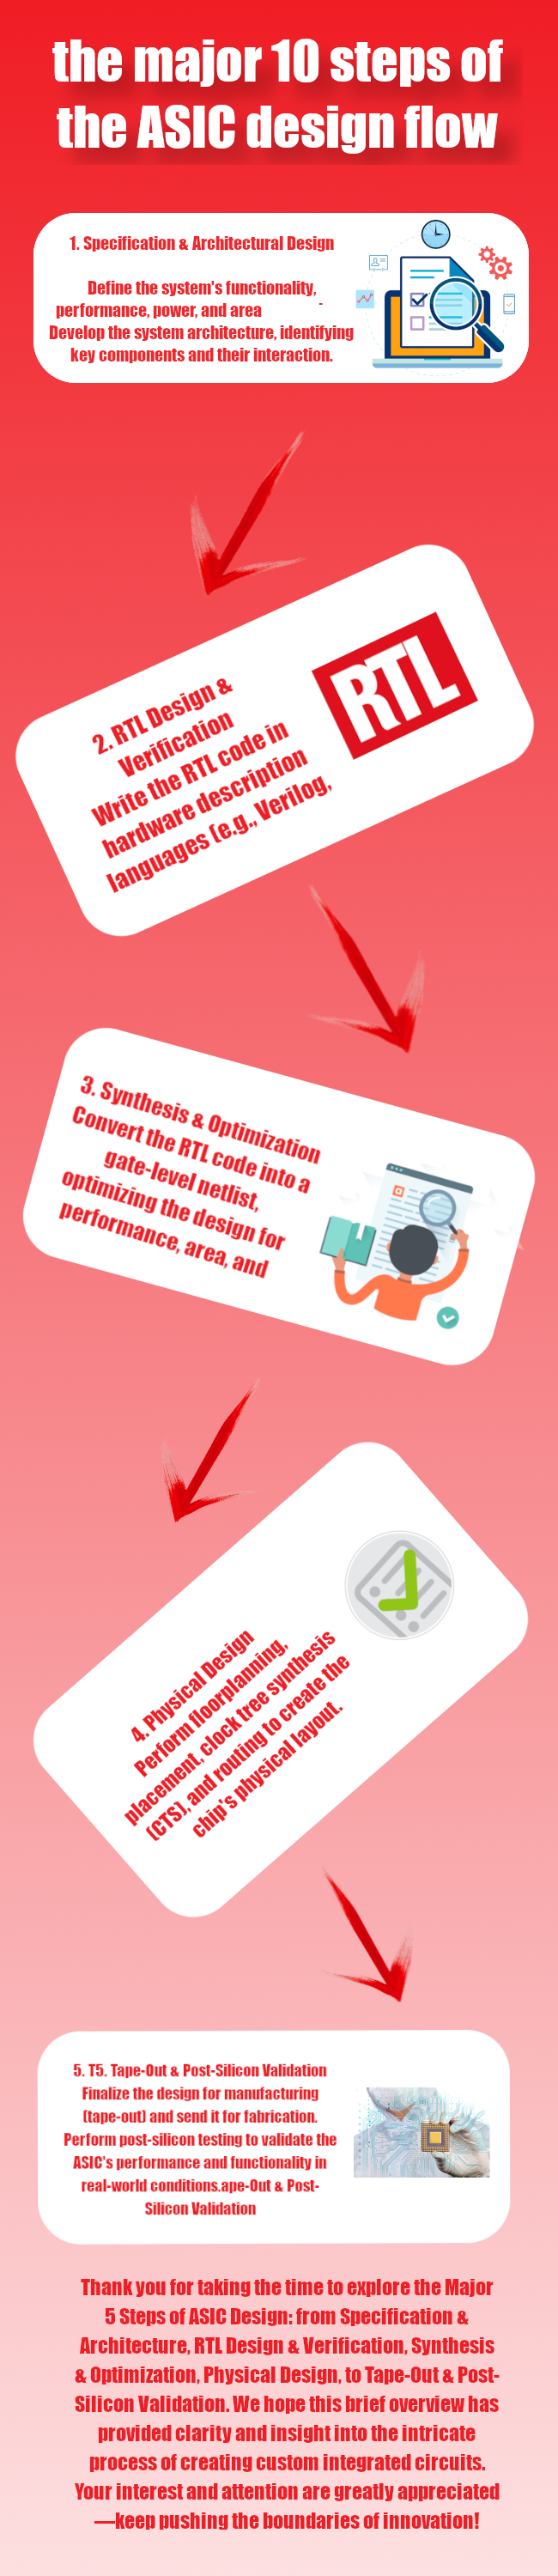 the major 10 steps of
the ASIC design flow
1. Specification & Architectural Design
Define the system's functionality,
performance, power, and area
Develop the system architecture, identifying
key components and their interaction.
2. RTL Design &
Verification
Write the RTL code in
hardware description
languages (e.g., Verilog,
RTL
3. Synthesis & Optimization
Convert the RTL code into a
gate-level netlist,
optimizing the design for
performance, area, and
4. Physical Design
Perform floorplanning,
placement, clock tree synthesis
(CTS), and routing to create the
chip's physical layout.
5. T5. Tape-Out & Post-Silicon Validation
Finalize the design for manufacturing
(tape-out) and send it for fabrication.
Perform post-silicon testing to validate the
ASIC's performance and functionality in
real-world conditions.ape-Out & Post-
Silicon Validation
Thank you for taking the time to explore the Major
5 Steps of ASIC Design: from Specification &
Architecture, RTL Design & Verification, Synthesis
& Optimization, Physical Design, to Tape-Out & Post-
Silicon Validation. We hope this brief overview has
provided clarity and insight into the intricate
process of creating custom integrated circuits.
Your interest and attention are greatly appreciated
—keep pushing the boundaries of innovation!